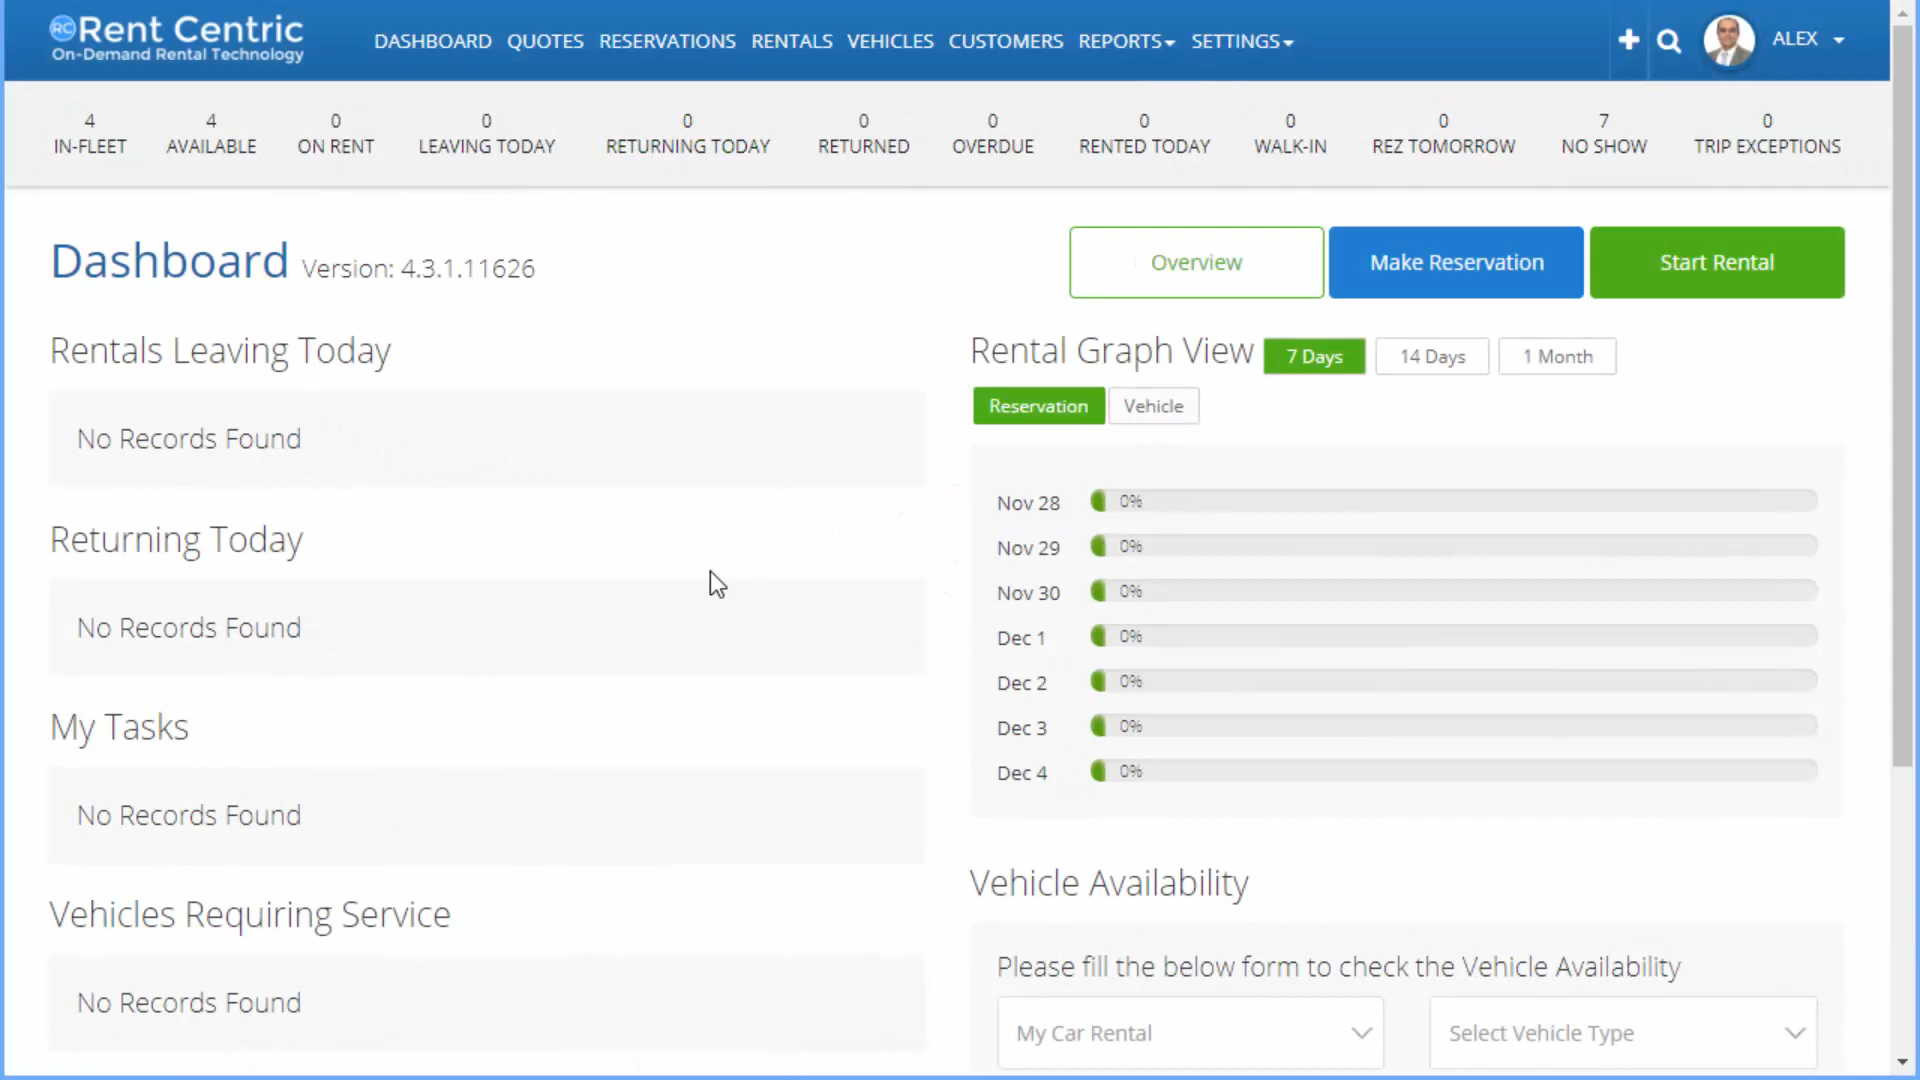 RC Rent Centric
On-Demand Rental Technology
DASHBOARD QUOTES RESERVATIONS RENTALS VEHICLES CUSTOMERS REPORTS SETTINGS
ALEX
4 IN-FLEET
4 AVAILABLE
0 ON RENT
0 LEAVING TODAY
0 RETURNING TODAY
0 RETURNED
0 OVERDUE
0 RENTED TODAY
0 WALK-IN
0 REZ TOMORROW
7 NO SHOW
0 TRIP EXCEPTIONS
Dashboard Version: 4.3.1.11626
Overview
Make Reservation
Start Rental
Rentals Leaving Today
No Records Found
Returning Today
No Records Found
My Tasks
No Records Found
Vehicles Requiring Service
No Records Found
Rental Graph View 7 Days 14 Days 1 Month
Reservation Vehicle
Nov 28 0%
Nov 29 0%
Nov 30 0%
Dec 1 0%
Dec 2 0%
Dec 3 0%
Dec 4 0%
Vehicle Availability
Please fill the below form to check the Vehicle Availability
My Car Rental
Select Vehicle Type